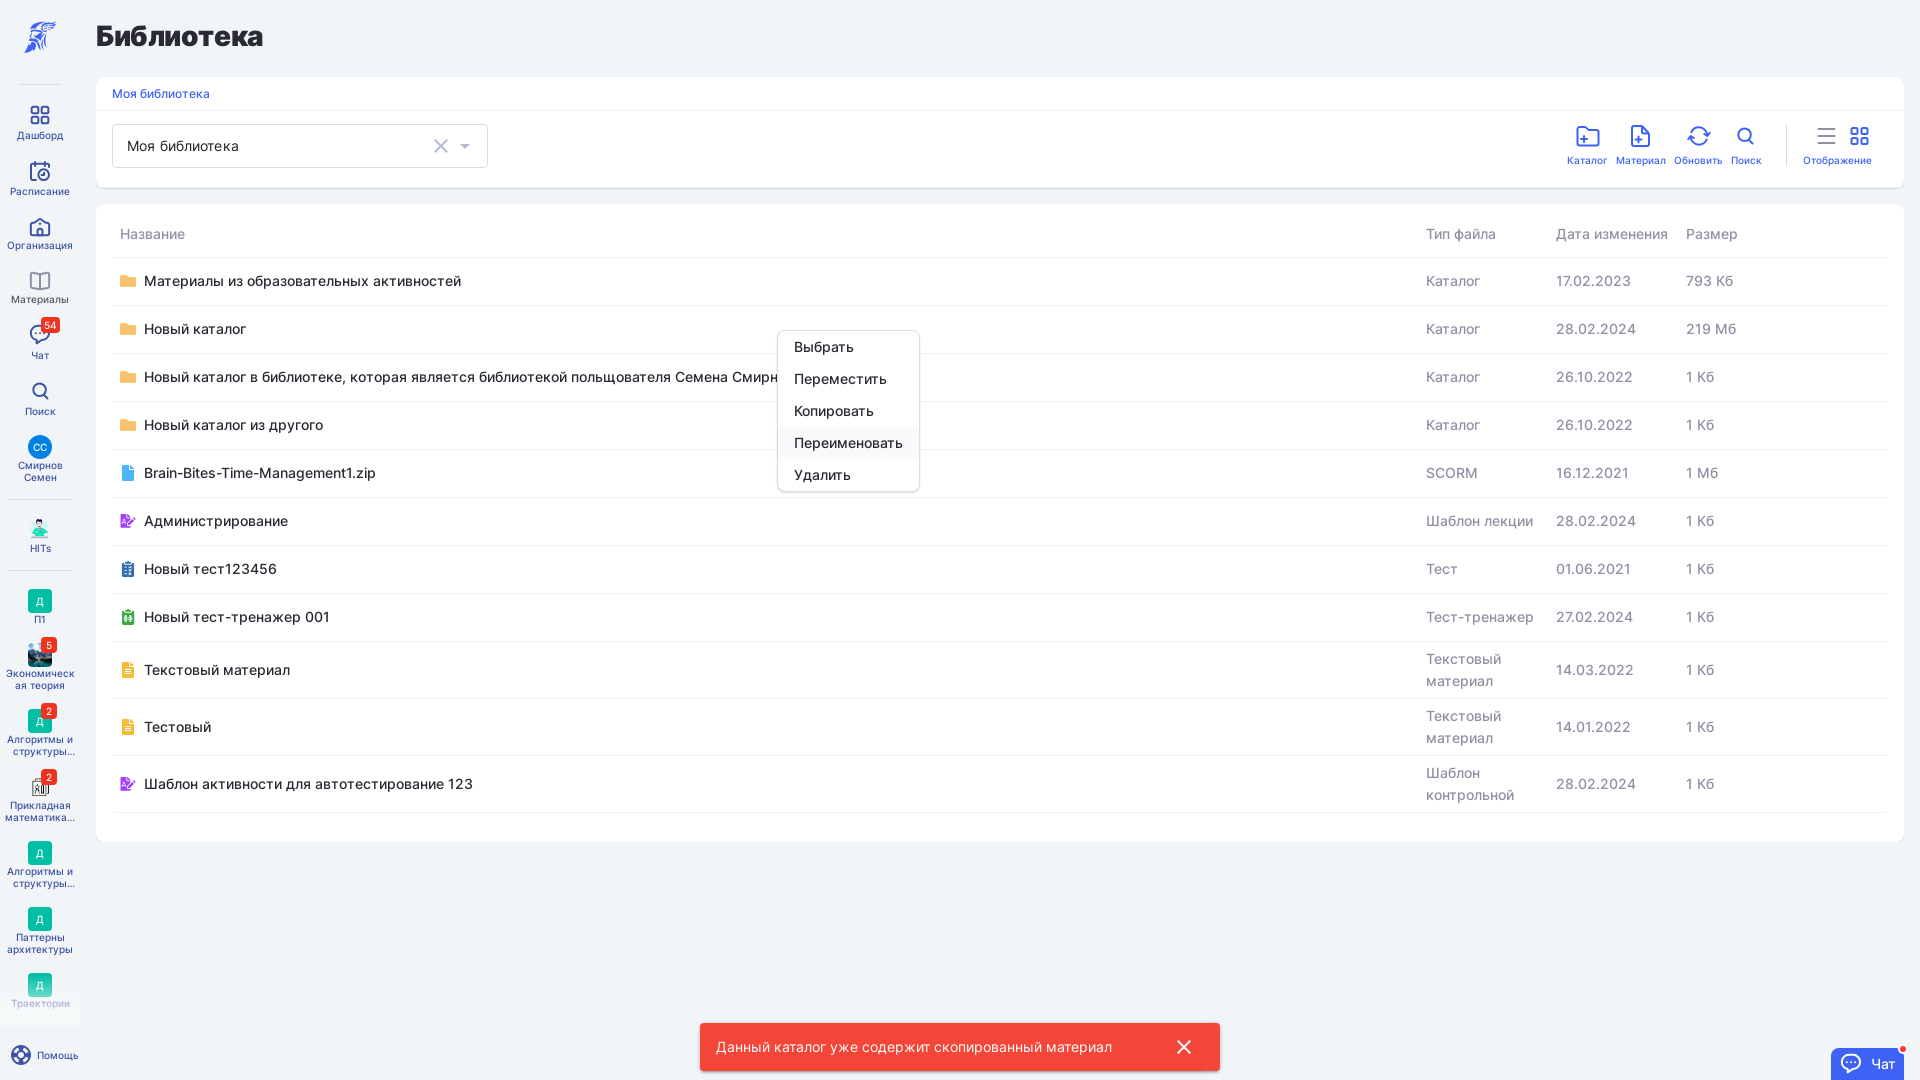 Библиотека
Моя библиотека
Моя библиотека
Каталог
Материал
Обновить
Поиск
Отображение
Название
Тип файла
Дата изменения
Размер
Материалы из образовательных активностей
Каталог
17.02.2023
793 Кб
Новый каталог
Каталог
28.02.2024
219 Мб
Новый каталог в библиотеке, которая является библиотекой польщователя Семена Смирн
Каталог
26.10.2022
1 Кб
Новый каталог из другого
Каталог
26.10.2022
1 Кб
Brain-Bites-Time-Management1.zip
SCORM
16.12.2021
1 Мб
Администрирование
Шаблон лекции
28.02.2024
1 Кб
Новый тест123456
Тест
01.06.2021
1 Кб
Новый тест-тренажер 001
Тест-тренажер
27.02.2024
1 Кб
Текстовый материал
Текстовый
материал
14.03.2022
1 Кб
Тестовый
Текстовый
материал
14.01.2022
1 Кб
Шаблон активности для автотестирование 123
Шаблон
контрольной
28.02.2024
1 Кб
Выбрать
Переместить
Копировать
Переименовать
Удалить
Дашборд
Расписание
Организация
Материалы
54
Чат
Поиск
СС
Смирнов
Семен
HITs
Д
П1
5
Экономическ
ая теория
Д
2
Алгоритмы и
структуры...
2
Прикладная
математика...
Д
Алгоритмы и
структуры...
Д
Паттерны
архитектуры
Д
Траектории
Помощь
Данный каталог уже содержит скопированный материал
Чат